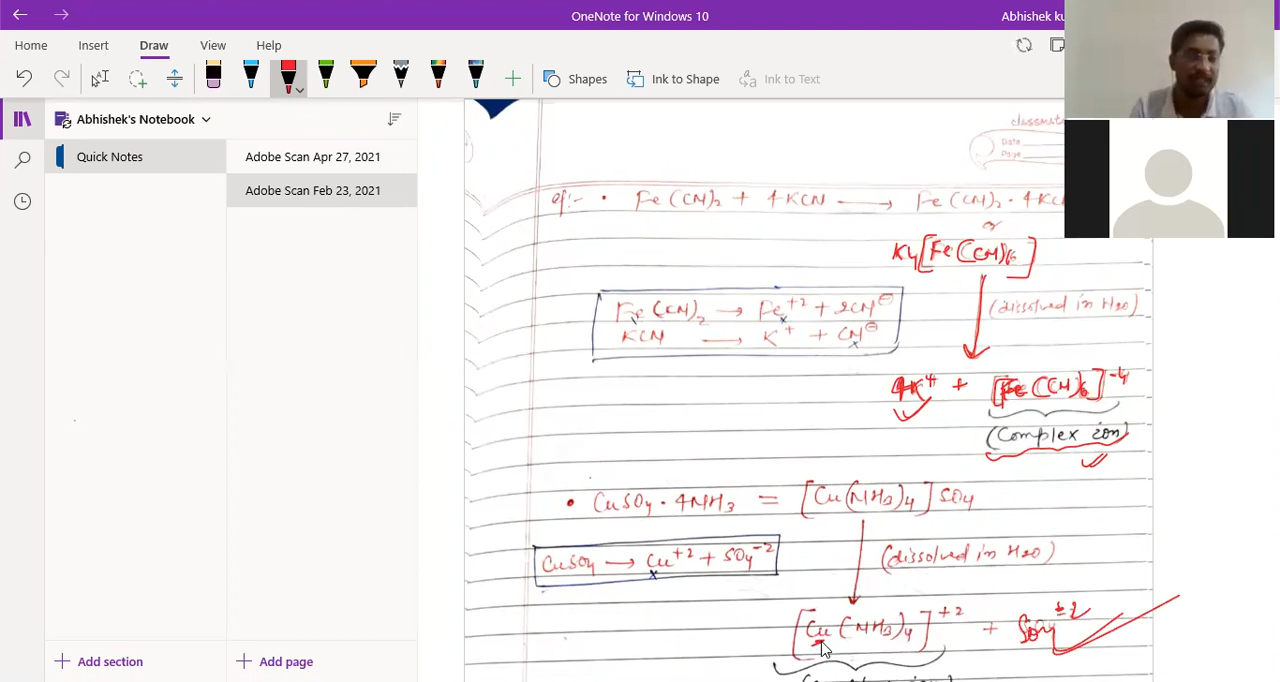 OneNote for Windows 10
Abhishek ku
Home Insert Draw View Help
Shapes Ink to Shape Ink to Text
Abhishek's Notebook
Quick Notes
Adobe Scan Apr 27, 2021
Adobe Scan Feb 23, 2021
classmate
Date
Page
eg:- • Fe(CN)2 + 4KCN ⟶ Fe(CN)2 · 4KCN
or
K4[Fe(CN)6]
(dissolved in H2O)
Fe(CN)2 → Fe+2 + 2CN⊖
KCN ⟶ K+ + CN⊖
4K+ + [Fe(CN)6]-4
(Complex ion)
• CuSO4 · 4NH3 = [Cu(NH3)4]SO4
(dissolved in H2O)
CuSO4 ⟶ Cu+2 + SO4-2
[Cu(NH3)4]+2 + SO4-2
Add section
Add page